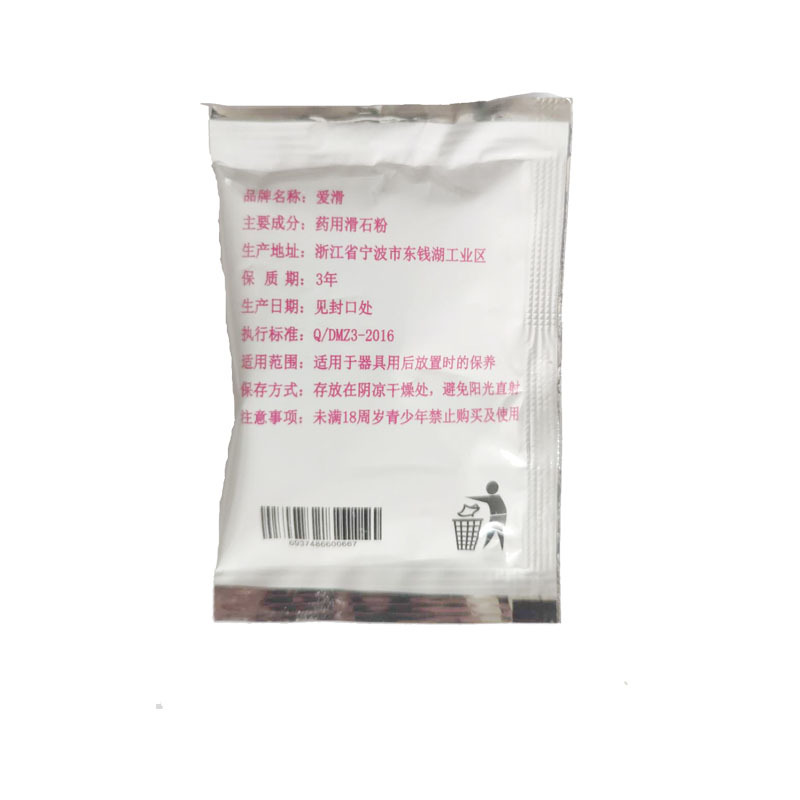 品牌名称：爱滑
主要成分：药用滑石粉
生产地址：浙江省宁波市东钱湖工业区
保 质 期：3年
生产日期：见封口处
执行标准：Q/DMZ3-2016
适用范围：适用于器具用后放置时的保养
保存方式：存放在阴凉干燥处，避免阳光直射
注意事项：未满18周岁青少年禁止购买及使用
6937486600667